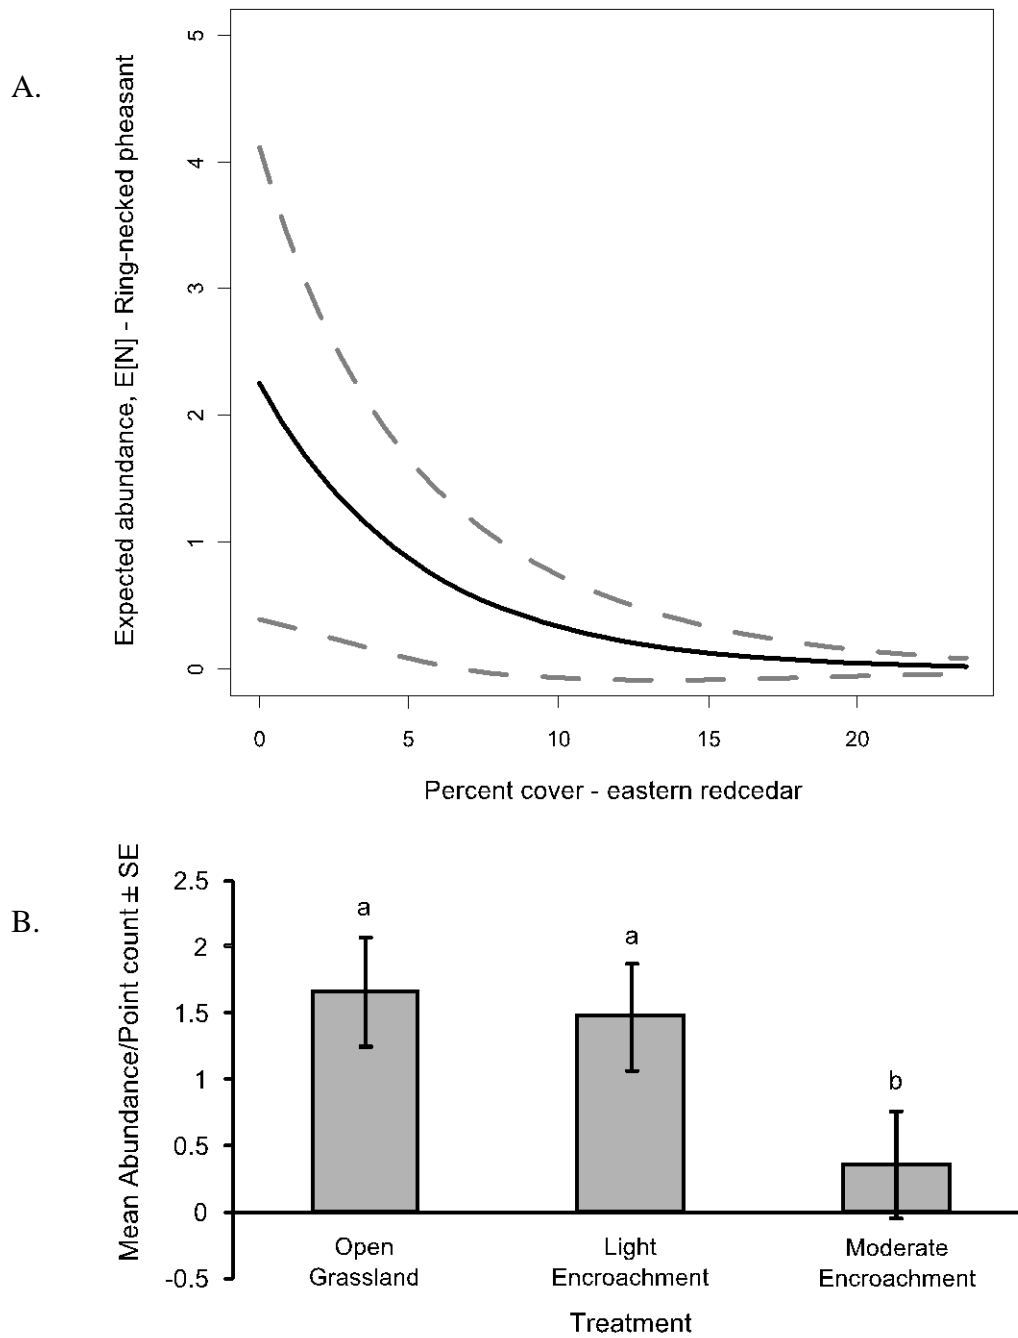 A.
Expected abundance, E[N] - Ring-necked pheasant
5
4
3
2
1
0
0 5 10 15 20
Percent cover - eastern redcedar
B.
Mean Abundance/Point count ± SE
2.5
2
1.5
1
0.5
0
-0.5
a
a
b
Open
Grassland
Light
Encroachment
Moderate
Encroachment
Treatment